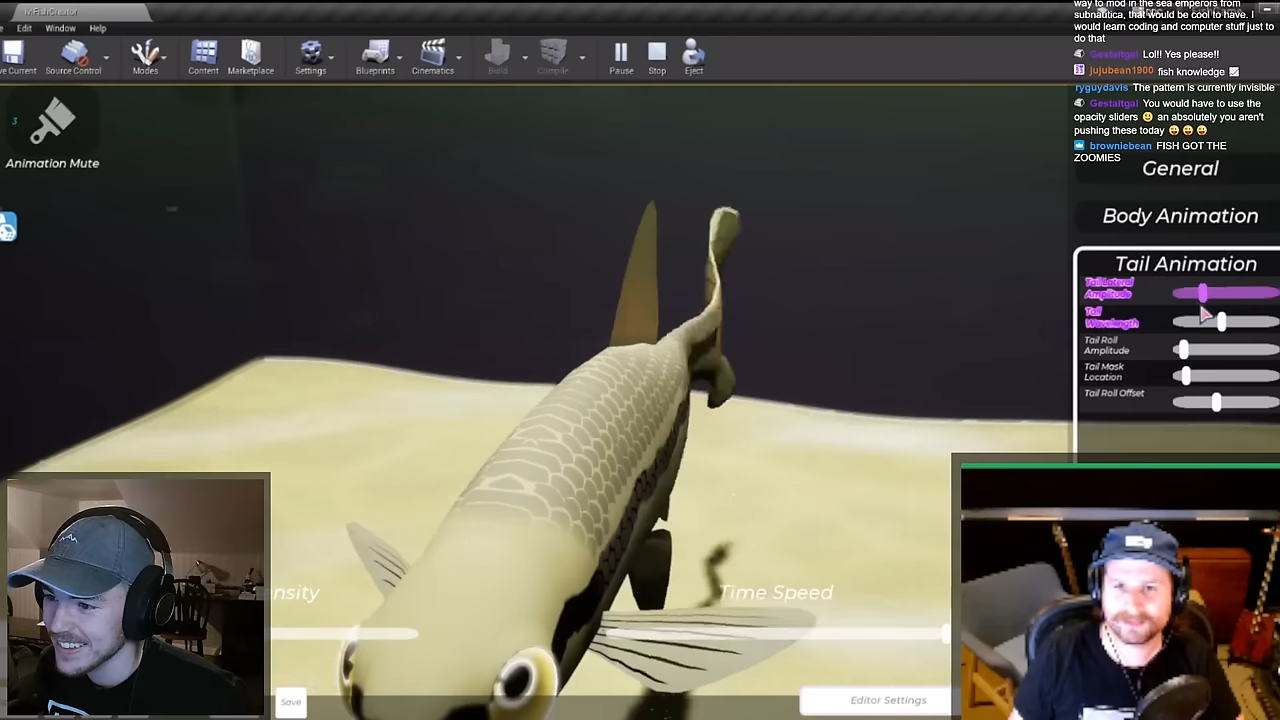 Edit Window Help
ve Current Source Control Modes Content Marketplace Settings Blueprints Cinematics Build Compile Pause Stop Eject
3
Animation Mute
way to mod in the sea emperors from
subnautica, that would be cool to have. I
would learn coding and computer stuff just to
do that
Gestaltgal Lol!! Yes please!!
jujubean1900 fish knowledge
ryguydavis The pattern is currently invisible
Gestaltgal You would have to use the
opacity sliders an absolutely you aren't
pushing these today
browniebean FISH GOT THE
ZOOMIES
General
Body Animation
Tail Animation
Tail Lateral
Amplitude
Tail
Wavelength
Tail Roll
Amplitude
Tail Mask
Location
Tail Roll Offset
nsity
Time Speed
Save
Editor Settings